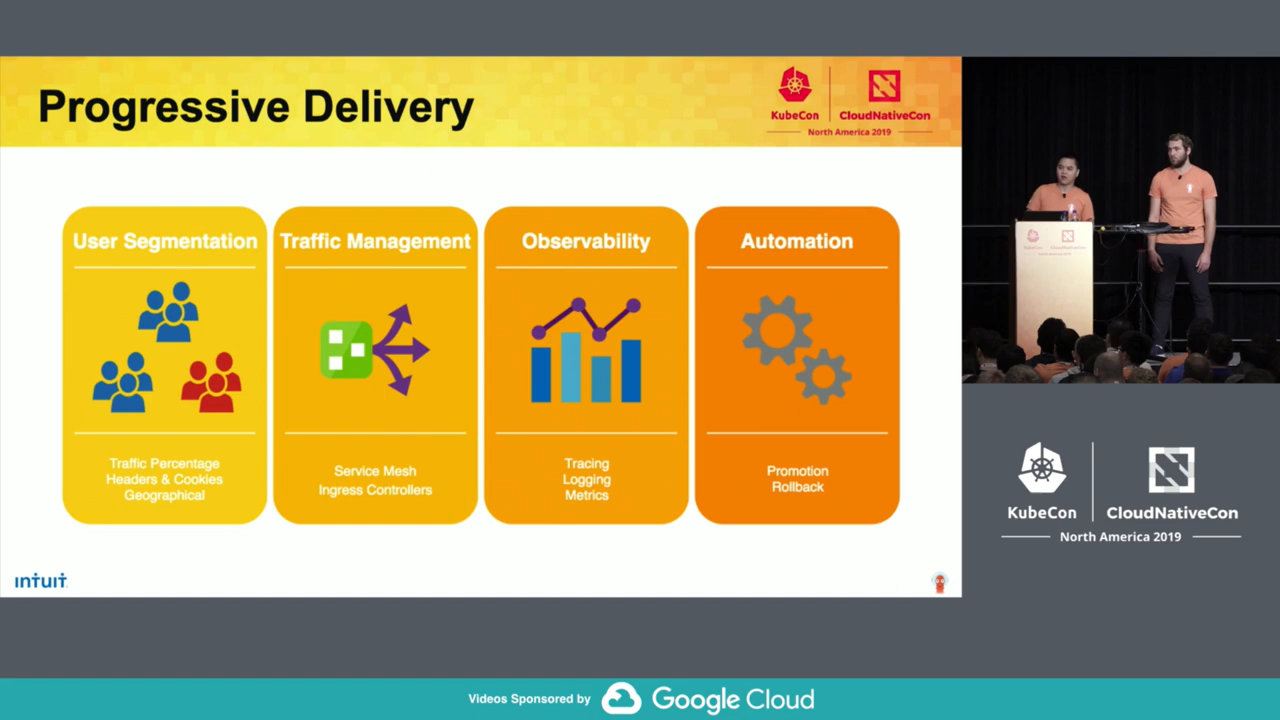 Progressive Delivery
KubeCon
CloudNativeCon
North America 2019
User Segmentation
Traffic Percentage
Headers & Cookies
Geographical
Traffic Management
Service Mesh
Ingress Controllers
Observability
Tracing
Logging
Metrics
Automation
Promotion
Rollback
ıntuıt
KubeCon
CloudNativeCon
North America 2019
Videos Sponsored by
Google Cloud